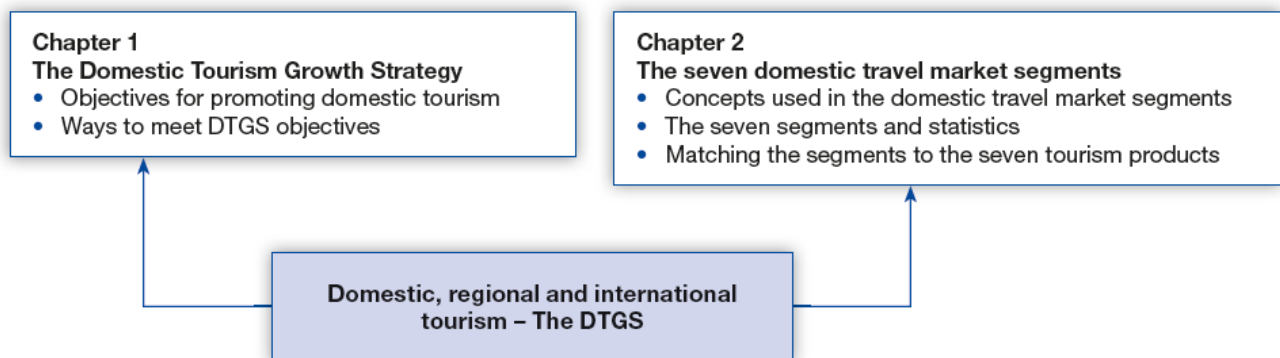 Chapter 1
The Domestic Tourism Growth Strategy
• Objectives for promoting domestic tourism
• Ways to meet DTGS objectives
Chapter 2
The seven domestic travel market segments
• Concepts used in the domestic travel market segments
• The seven segments and statistics
• Matching the segments to the seven tourism products
Domestic, regional and international
tourism – The DTGS